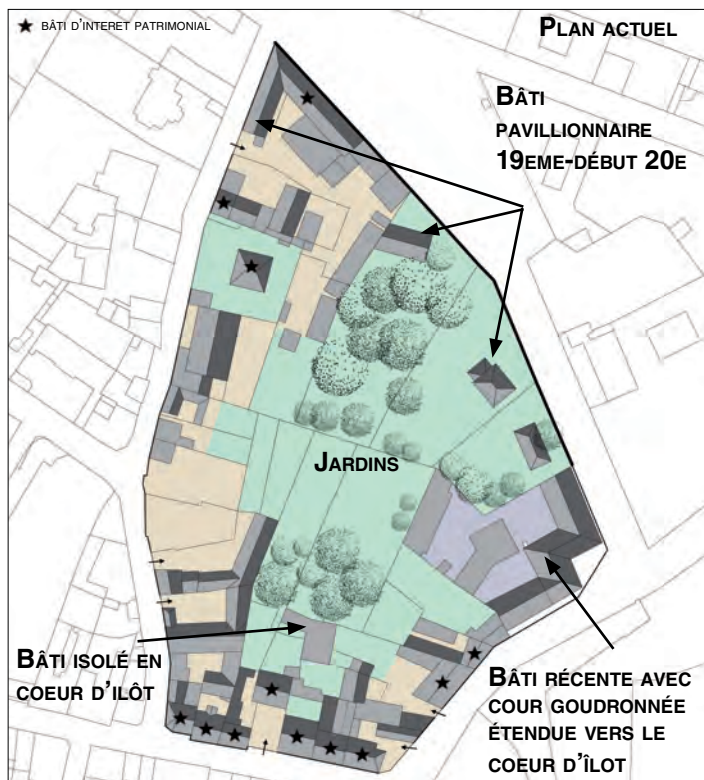 ★ BÂTI D'INTERET PATRIMONIAL
PLAN ACTUEL
BÂTI
PAVILLIONNAIRE
19EME-DÉBUT 20E
JARDINS
BÂTI ISOLÉ EN
COEUR D'ILÔT
BÂTI RÉCENTE AVEC
COUR GOUDRONNÉE
ÉTENDUE VERS LE
COEUR D'ÎLOT